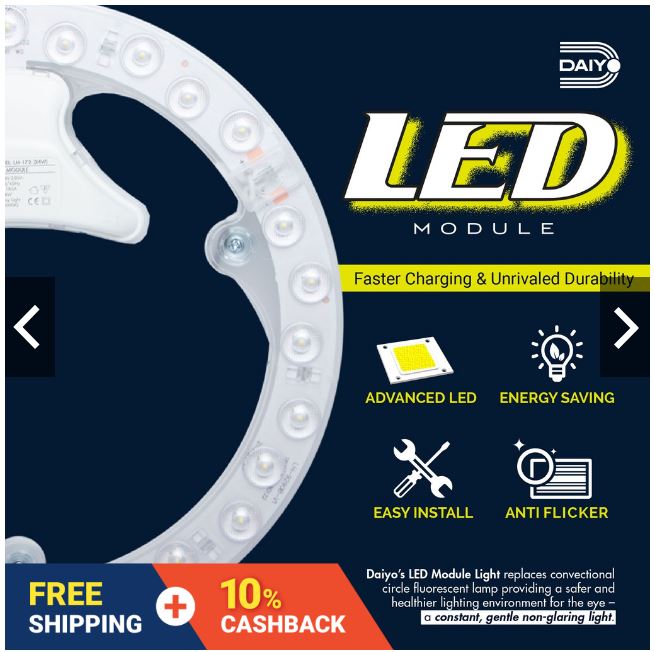 DAIYO
LED
MODULE
Faster Charging & Unrivaled Durability
ADVANCED LED
ENERGY SAVING
EASY INSTALL
ANTI FLICKER
Daiyo's LED Module Light replaces convectional
circle fluorescent lamp providing a safer and
healthier lighting environment for the eye –
a constant, gentle non-glaring light.
FREE
SHIPPING
+
10%
CASHBACK
MODULE
CE